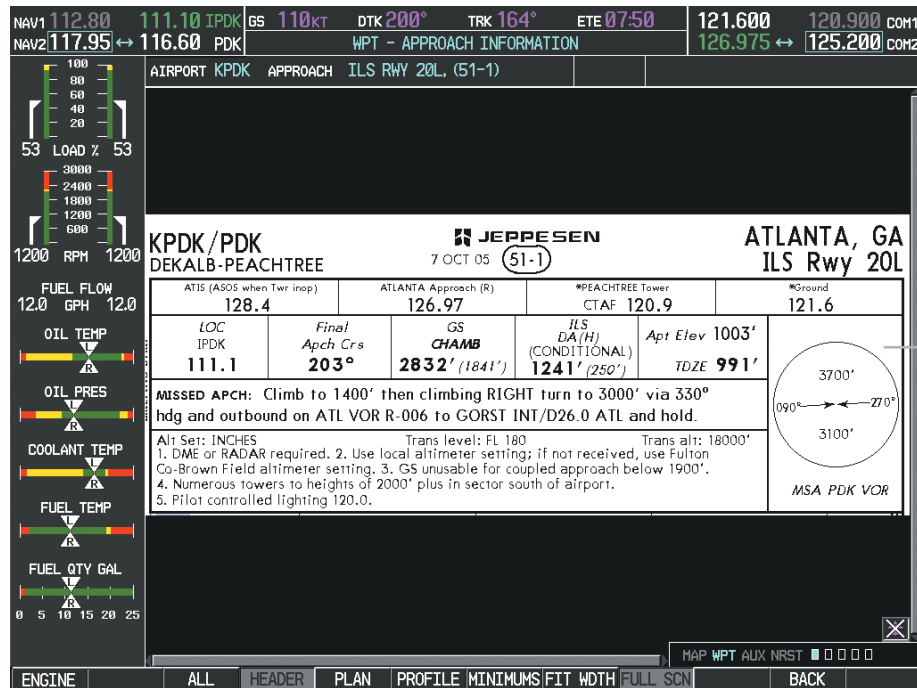 NAV1 112.80 111.10 IPDK GS 110KT DTK 200° TRK 164° ETE 07:50 121.600 120.900 COM1
NAV2 117.95 ↔ 116.60 PDK WPT - APPROACH INFORMATION 126.975 ↔ 125.200 COM2
AIRPORT KPDK APPROACH ILS RWY 20L, (51-1)
100
80
60
40
20
53 LOAD % 53
3000
2400
1800
1200
600
1200 RPM 1200
FUEL FLOW
12.0 GPH 12.0
OIL TEMP
L
R
OIL PRES
L
R
COOLANT TEMP
L
R
FUEL TEMP
L
R
FUEL QTY GAL
L
R
0 5 10 15 20 25
KPDK/PDK JEPPESEN ATLANTA, GA
DEKALB-PEACHTREE 7 OCT 05 51-1 ILS Rwy 20L
ATIS (ASOS when Twr inop) ATLANTA Approach (R) *PEACHTREE Tower *Ground
128.4 126.97 CTAF 120.9 121.6
LOC
IPDK
111.1
Final
Apch Crs
203°
GS
CHAMB
2832' (1841')
ILS
DA(H)
(CONDITIONAL)
1241' (250')
Apt Elev 1003'
TDZE 991'
MISSED APCH: Climb to 1400' then climbing RIGHT turn to 3000' via 330°
hdg and outbound on ATL VOR R-006 to GORST INT/D26.0 ATL and hold.
Alt Set: INCHES Trans level: FL 180 Trans alt: 18000'
1. DME or RADAR required. 2. Use local altimeter setting; if not received, use Fulton
Co-Brown Field altimeter setting. 3. GS unusable for coupled approach below 1900'.
4. Numerous towers to heights of 2000' plus in sector south of airport.
5. Pilot controlled lighting 120.0.
3700'
090° 270°
3100'
MSA PDK VOR
MAP WPT AUX NRST
ENGINE ALL HEADER PLAN PROFILE MINIMUMS FIT WDTH FULL SCN BACK